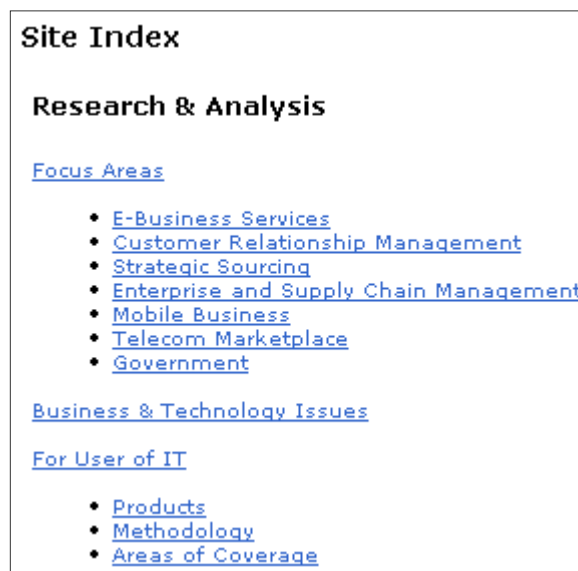 Site Index
Research & Analysis
Focus Areas
E-Business Services
Customer Relationship Management
Strategic Sourcing
Enterprise and Supply Chain Management
Mobile Business
Telecom Marketplace
Government
Business & Technology Issues
For User of IT
Products
Methodology
Areas of Coverage